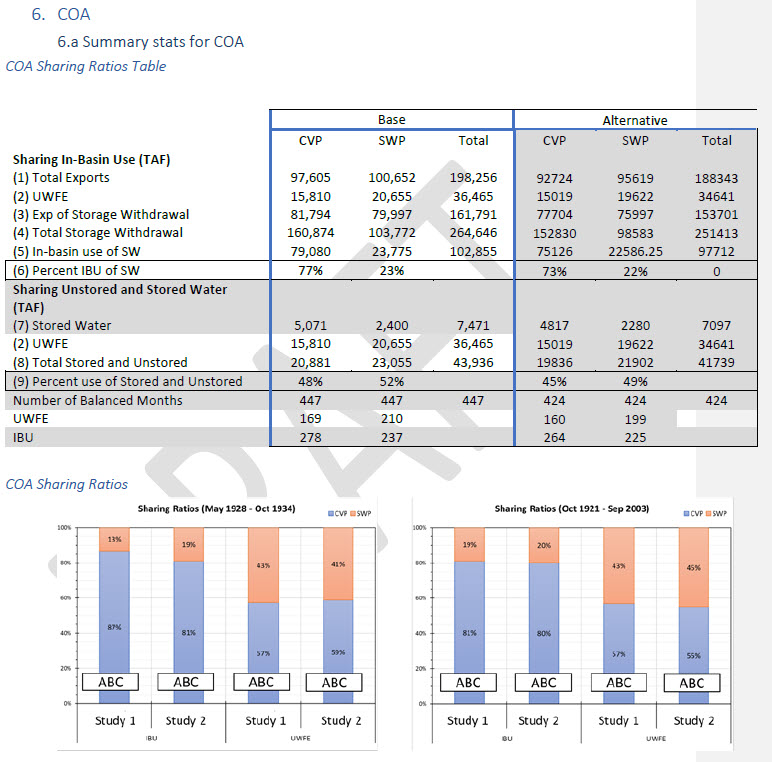 6. COA
6.a Summary stats for COA
COA Sharing Ratios Table
Base Alternative
CVP SWP Total CVP SWP Total
Sharing In-Basin Use (TAF)
(1) Total Exports 97,605 100,652 198,256 92724 95619 188343
(2) UWFE 15,810 20,655 36,465 15019 19622 34641
(3) Exp of Storage Withdrawal 81,794 79,997 161,791 77704 75997 153701
(4) Total Storage Withdrawal 160,874 103,772 264,646 152830 98583 251413
(5) In-basin use of SW 79,080 23,775 102,855 75126 22586.25 97712
(6) Percent IBU of SW 77% 23% 73% 22% 0
Sharing Unstored and Stored Water
(TAF)
(7) Stored Water 5,071 2,400 7,471 4817 2280 7097
(2) UWFE 15,810 20,655 36,465 15019 19622 34641
(8) Total Stored and Unstored 20,881 23,055 43,936 19836 21902 41739
(9) Percent use of Stored and Unstored 48% 52% 45% 49%
Number of Balanced Months 447 447 447 424 424 424
UWFE 169 210 160 199
IBU 278 237 264 225
DRAFT
COA Sharing Ratios
Sharing Ratios (May 1928 - Oct 1934)
CVP SWP
100%
80%
60%
40%
20%
0%
13% 19% 43% 41%
87% 81% 57% 59%
ABC ABC ABC ABC
Study 1 Study 2 Study 1 Study 2
IBU UWFE
Sharing Ratios (Oct 1921 - Sep 2003)
CVP SWP
100%
80%
60%
40%
20%
0%
19% 20% 43% 45%
81% 80% 57% 55%
ABC ABC ABC ABC
Study 1 Study 2 Study 1 Study 2
IBU UWFE